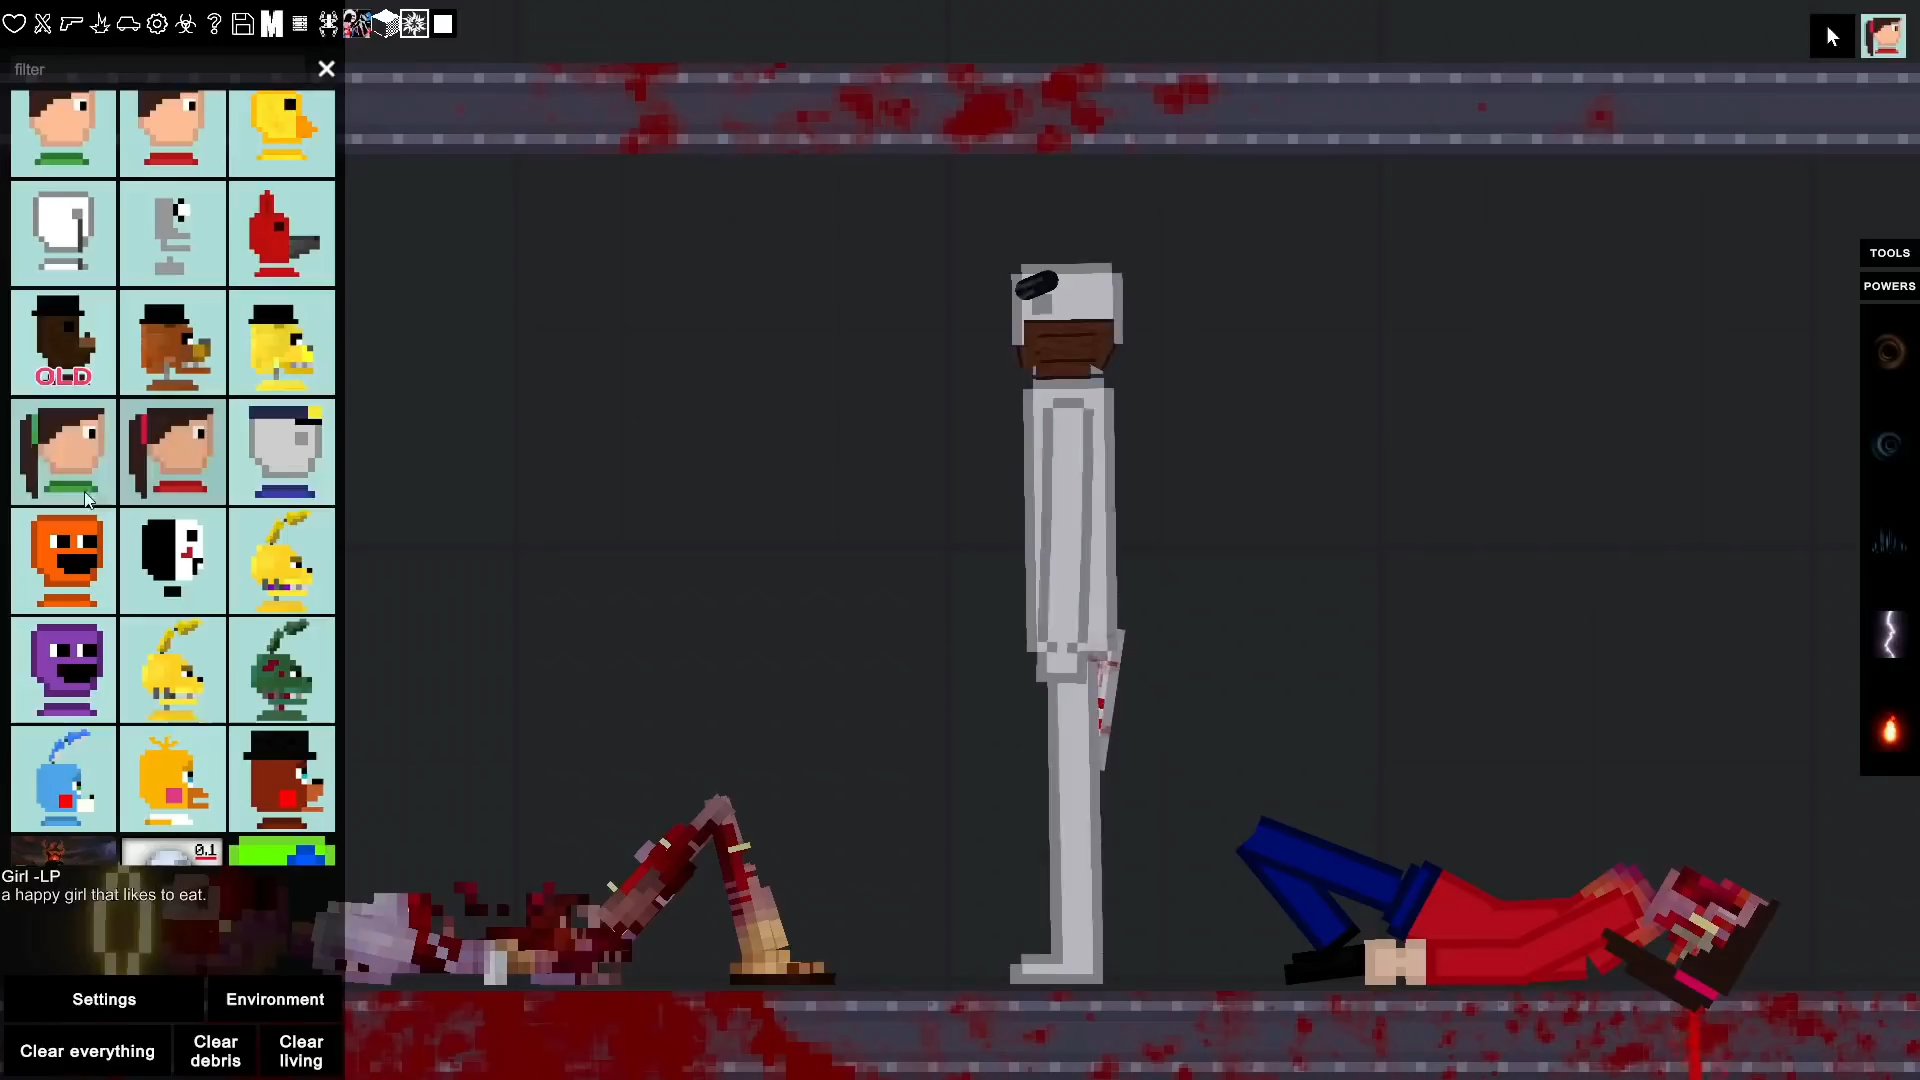 filter
TOOLS
POWERS
OLD
0.1
Girl -LP
a happy girl that likes to eat.
Settings
Environment
Clear everything
Clear
debris
Clear
living